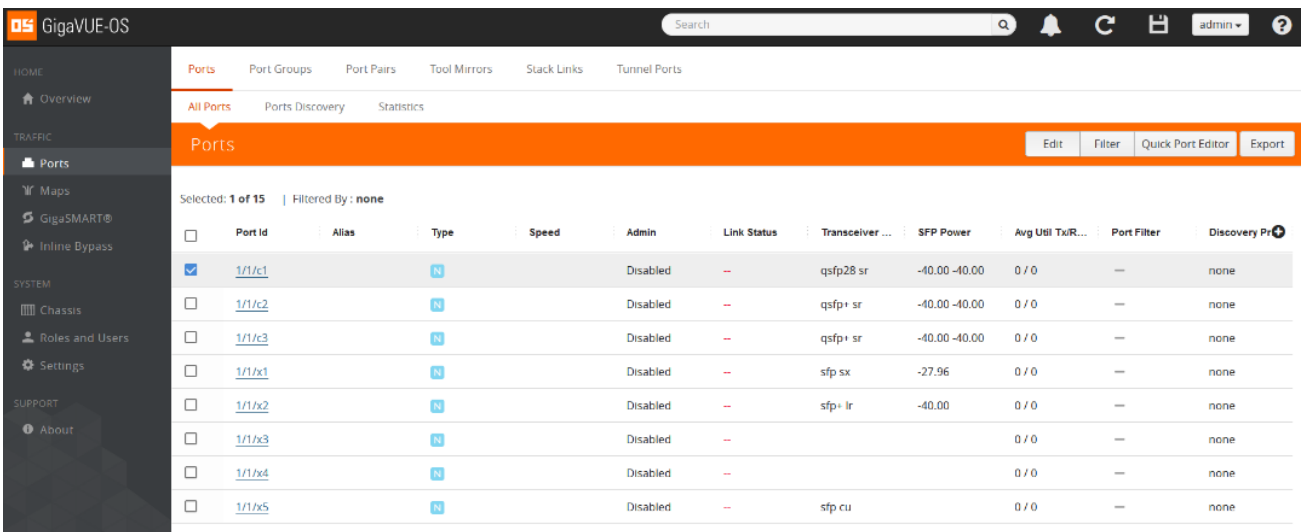 OS GigaVUE-OS Search admin ?
HOME
Overview
TRAFFIC
Ports
Maps
GigaSMART®
Inline Bypass
SYSTEM
Chassis
Roles and Users
Settings
SUPPORT
About
Ports Port Groups Port Pairs Tool Mirrors Stack Links Tunnel Ports
All Ports Ports Discovery Statistics
Ports Edit Filter Quick Port Editor Export
Selected: 1 of 15 | Filtered By : none
Port Id Alias Type Speed Admin Link Status Transceiver ... SFP Power Avg Util Tx/R... Port Filter Discovery Pr
1/1/c1 N Disabled -- qsfp28 sr -40.00 -40.00 0 / 0 — none
1/1/c2 N Disabled -- qsfp+ sr -40.00 -40.00 0 / 0 — none
1/1/c3 N Disabled -- qsfp+ sr -40.00 -40.00 0 / 0 — none
1/1/x1 N Disabled -- sfp sx -27.96 0 / 0 — none
1/1/x2 N Disabled -- sfp+ lr -40.00 0 / 0 — none
1/1/x3 N Disabled -- 0 / 0 — none
1/1/x4 N Disabled -- 0 / 0 — none
1/1/x5 N Disabled -- sfp cu 0 / 0 — none